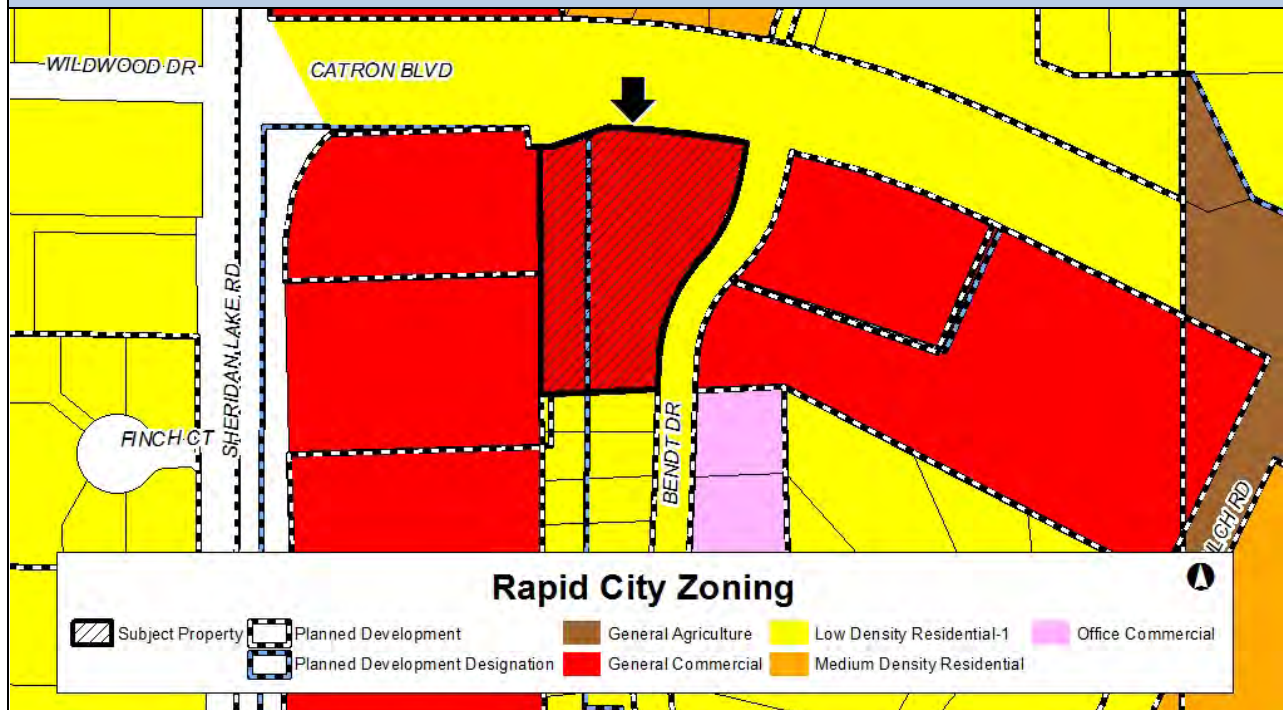 WILDWOOD DR
CATRON BLVD
SHERIDAN LAKE RD
FINCH CT
BENDT DR
ULCH RD
Rapid City Zoning
Subject Property
Planned Development
General Agriculture
Low Density Residential-1
Office Commercial
Planned Development Designation
General Commercial
Medium Density Residential